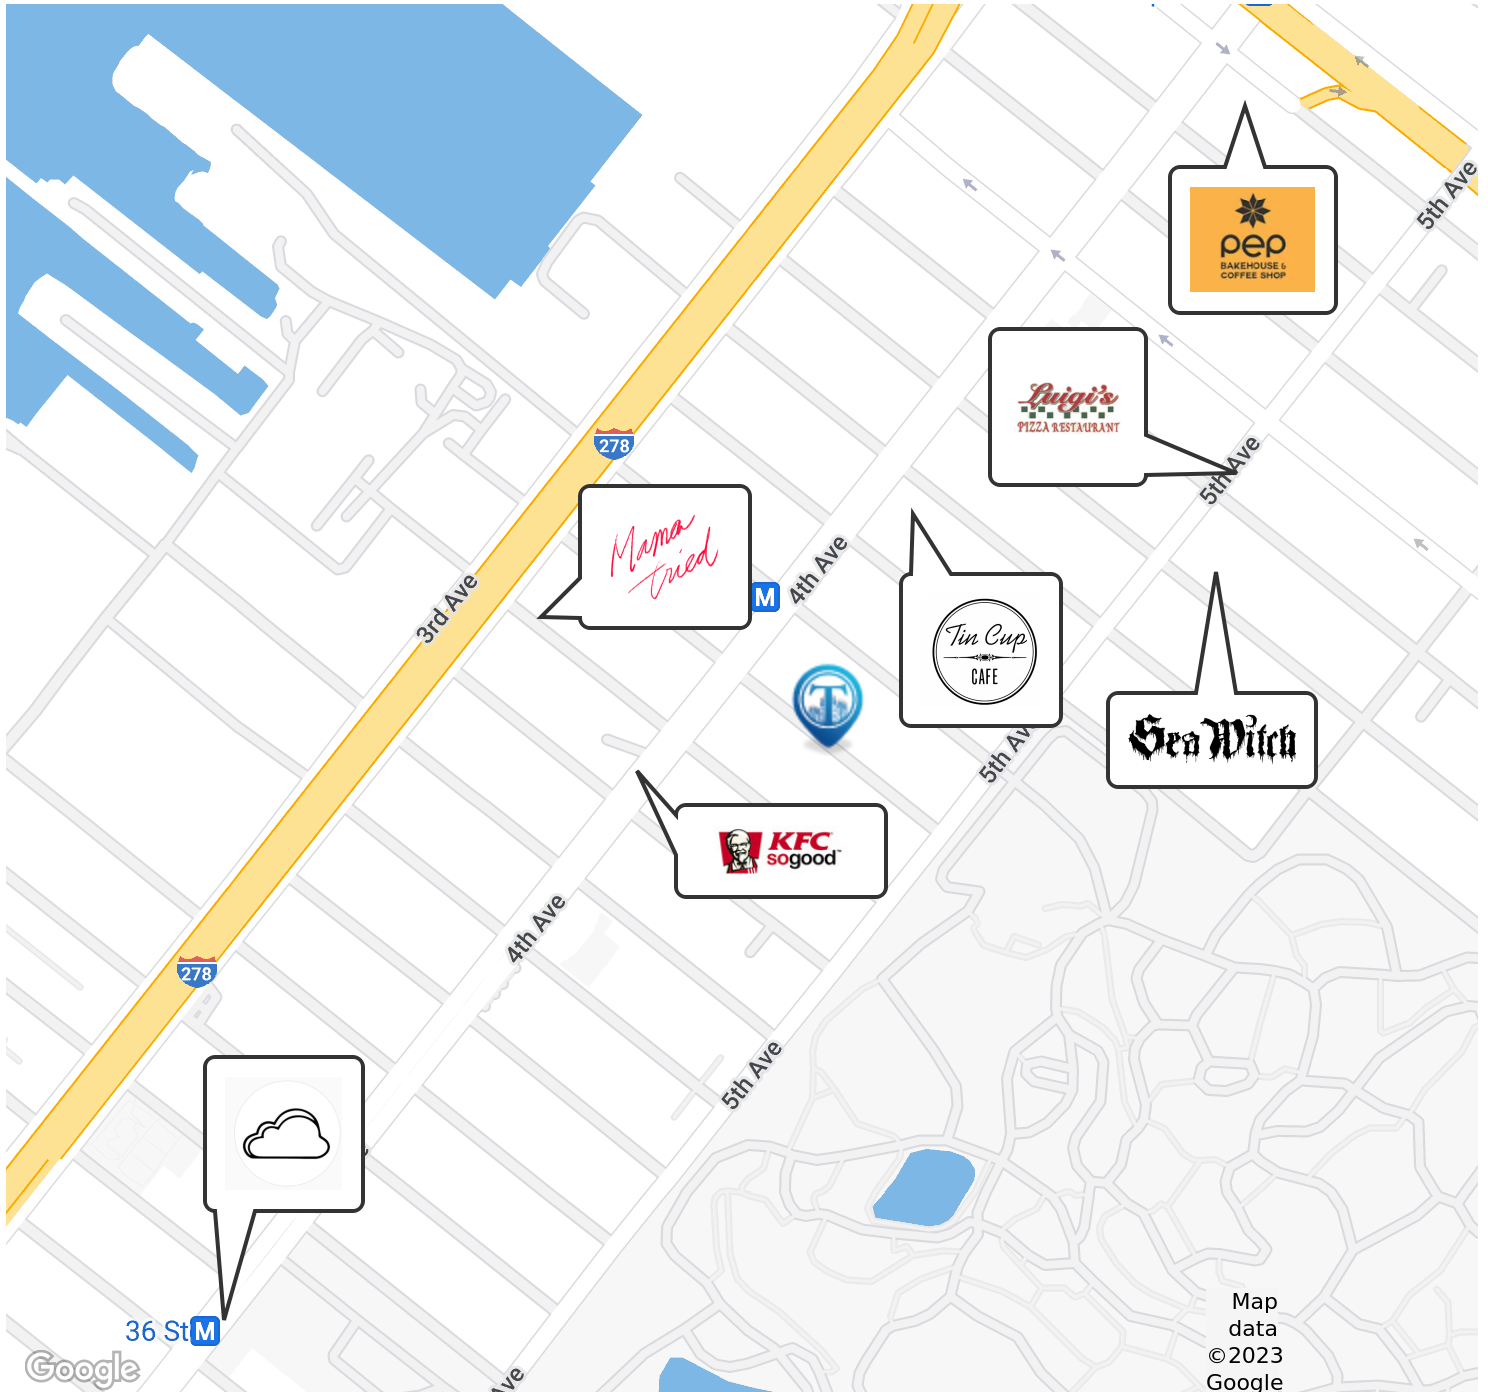 5th Ave
pep
BAKEHOUSE &
COFFEE SHOP
Luigi's
PIZZA RESTAURANT
278
5th Ave
Mama
tried
M
4th Ave
3rd Ave
Tin Cup
CAFE
T
5th Av
Sea Witch
KFC
sogood™
4th Ave
278
5th Ave
36 St
M
Ave
Google
Map
data
©2023
Google